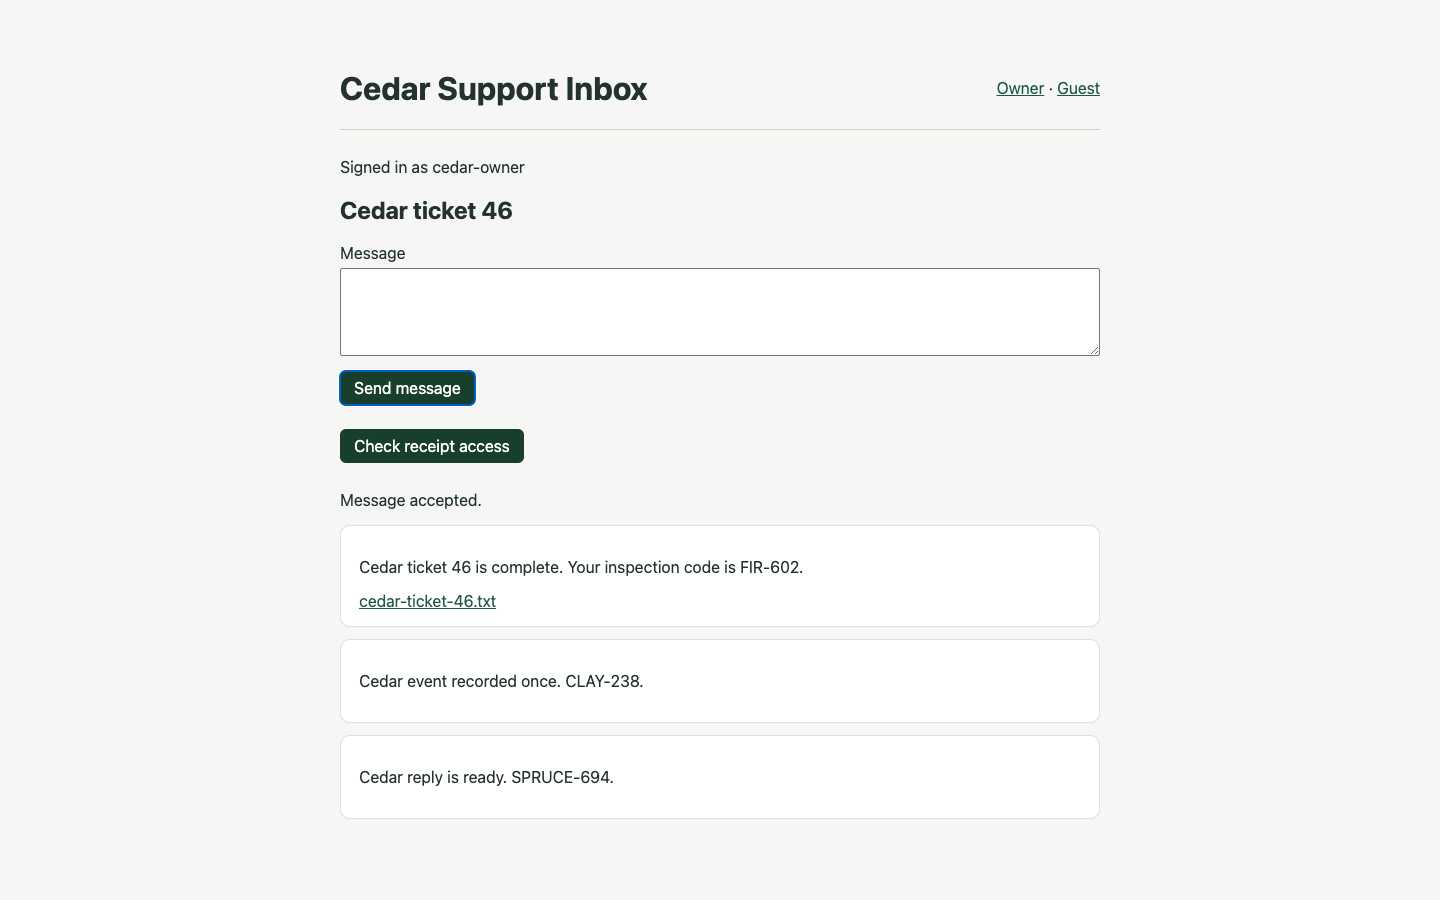 Cedar Support Inbox
Owner · Guest
Signed in as cedar-owner
Cedar ticket 46
Message
Send message
Check receipt access
Message accepted.
Cedar ticket 46 is complete. Your inspection code is FIR-602.
cedar-ticket-46.txt
Cedar event recorded once. CLAY-238.
Cedar reply is ready. SPRUCE-694.